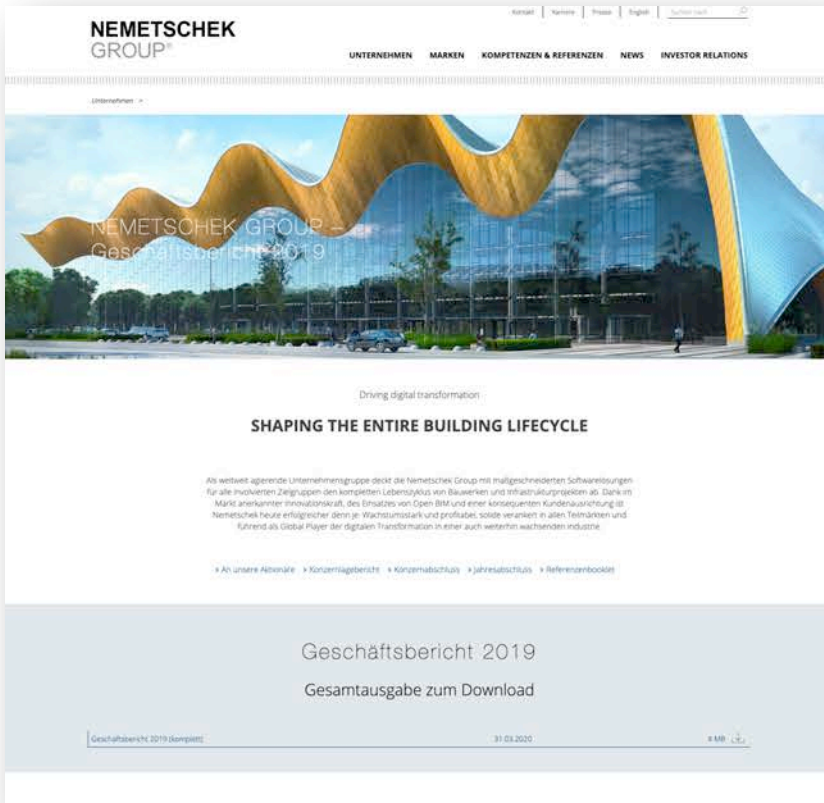 Kontakt | Karriere | Presse | English | Suchen nach
NEMETSCHEK
GROUP®
UNTERNEHMEN MARKEN KOMPETENZEN & REFERENZEN NEWS INVESTOR RELATIONS
Unternehmen >
NEMETSCHEK GROUP –
Geschäftsbericht 2019
Driving digital transformation
SHAPING THE ENTIRE BUILDING LIFECYCLE
Als weltweit agierende Unternehmensgruppe deckt die Nemetschek Group mit maßgeschneiderten Softwarelösungen
für alle involvierten Zielgruppen den kompletten Lebenszyklus von Bauwerken und Infrastrukturprojekten ab. Dank im
Markt anerkannter Innovationskraft, des Einsatzes von Open BIM und einer konsequenten Kundenausrichtung ist
Nemetschek heute erfolgreicher denn je: Wachstumsstark und profitabel, solide verankert in allen Teilmärkten und
führend als Global Player der digitalen Transformation in einer auch weiterhin wachsenden Industrie.
An unsere Aktionäre Konzernlagebericht Konzernabschluss Jahresabschluss Referenzenbooklet
Geschäftsbericht 2019
Gesamtausgabe zum Download
Geschäftsbericht 2019 (komplett) 31.03.2020 8 MB